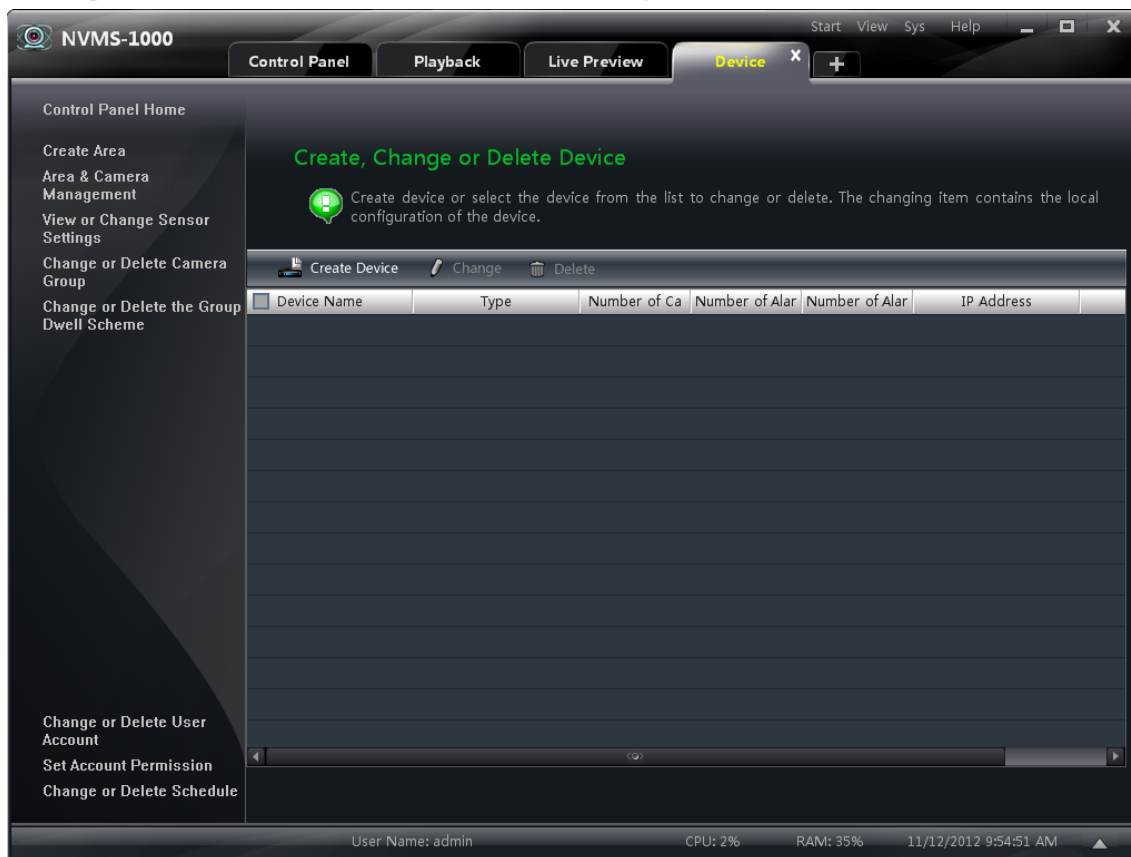 NVMS-1000
Start View Sys Help
Control Panel
Playback
Live Preview
Device
Control Panel Home
Create Area
Area & Camera
Management
View or Change Sensor
Settings
Change or Delete Camera
Group
Change or Delete the Group
Dwell Scheme
Change or Delete User
Account
Set Account Permission
Change or Delete Schedule
Create, Change or Delete Device
Create device or select the device from the list to change or delete. The changing item contains the local
configuration of the device.
Create Device Change Delete
Device Name Type Number of Ca Number of Alar Number of Alar IP Address
User Name: admin CPU: 2% RAM: 35% 11/12/2012 9:54:51 AM